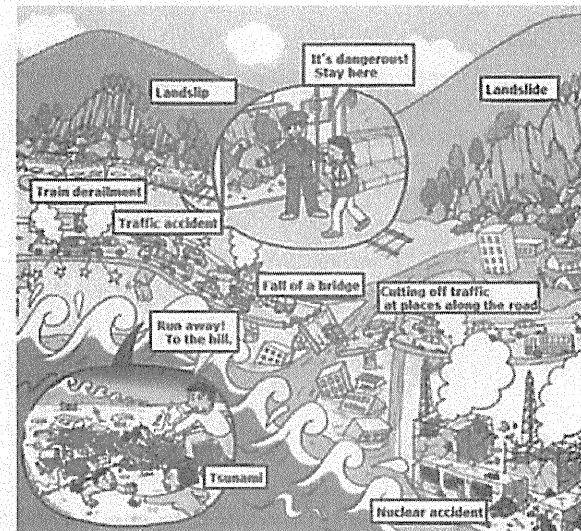 It's dangerous!
Stay here
Landslip
Landslide
Train derailment
Traffic accident
Fall of a bridge
Cutting off traffic
at places along the road
Run away!
To the hill.
Tsunami
Nuclear accident